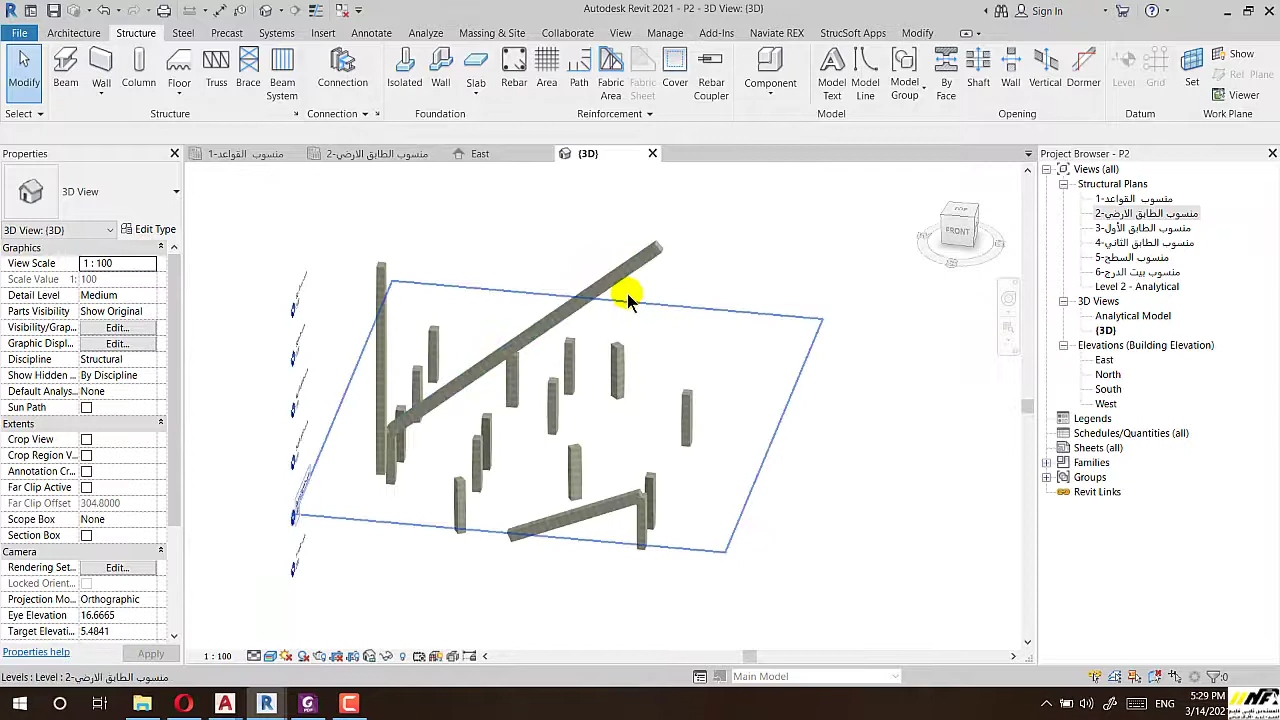 Autodesk Revit 2021 - P2 - 3D View: {3D}
Sign In
File Architecture Structure Steel Precast Systems Insert Annotate Analyze Massing & Site Collaborate View Manage Add-Ins Naviate REX StrucSoft Apps Modify
Modify Beam Wall Column Floor Truss Brace Beam System Connection Isolated Wall Slab Rebar Area Path Fabric Area Fabric Sheet Cover Rebar Coupler Component Model Text Model Line Model Group By Face Shaft Wall Vertical Dormer Level Grid Set Show Ref Plane Viewer
Select Structure Connection Foundation Reinforcement Model Opening Datum Work Plane
Properties
منسوب القواعد-1
منسوب الطابق الارضي-2
East
{3D}
Project Browser - P2
3D View
3D View: {3D} Edit Type
Graphics
View Scale 1 : 100
Scale Value 1: 100
Detail Level Medium
Parts Visibility Show Original
Visibility/Grap... Edit...
Graphic Displ... Edit...
Discipline Structural
Show Hidden ... By Discipline
Default Analys... None
Sun Path
Extents
Crop View
Crop Region V...
Annotation Cr...
Far Clip Active
Far Clip Offset 304.8000
Scope Box None
Section Box
Camera
Rendering Set... Edit...
Locked Orient...
Projection Mo... Orthographic
Eye Elevation 16.6665
Target Elevati... 5.4841
Properties help Apply
TOP
FRONT
Views (all)
Structural Plans
منسوب القواعد-1
منسوب الطابق الارضي-2
منسوب الطابق الأول-3
منسوب الطابق الثاني-4
منسوب السطح-5
منسوب بيت الدرج-6
Level 2 - Analytical
3D Views
Analytical Model
{3D}
Elevations (Building Elevation)
East
North
South
West
Legends
Schedules/Quantities (all)
Sheets (all)
Families
Groups
Revit Links
1 : 100
Levels : Level : منسوب الطابق الارضي-2
Main Model
:0
ENG
5:29 PM